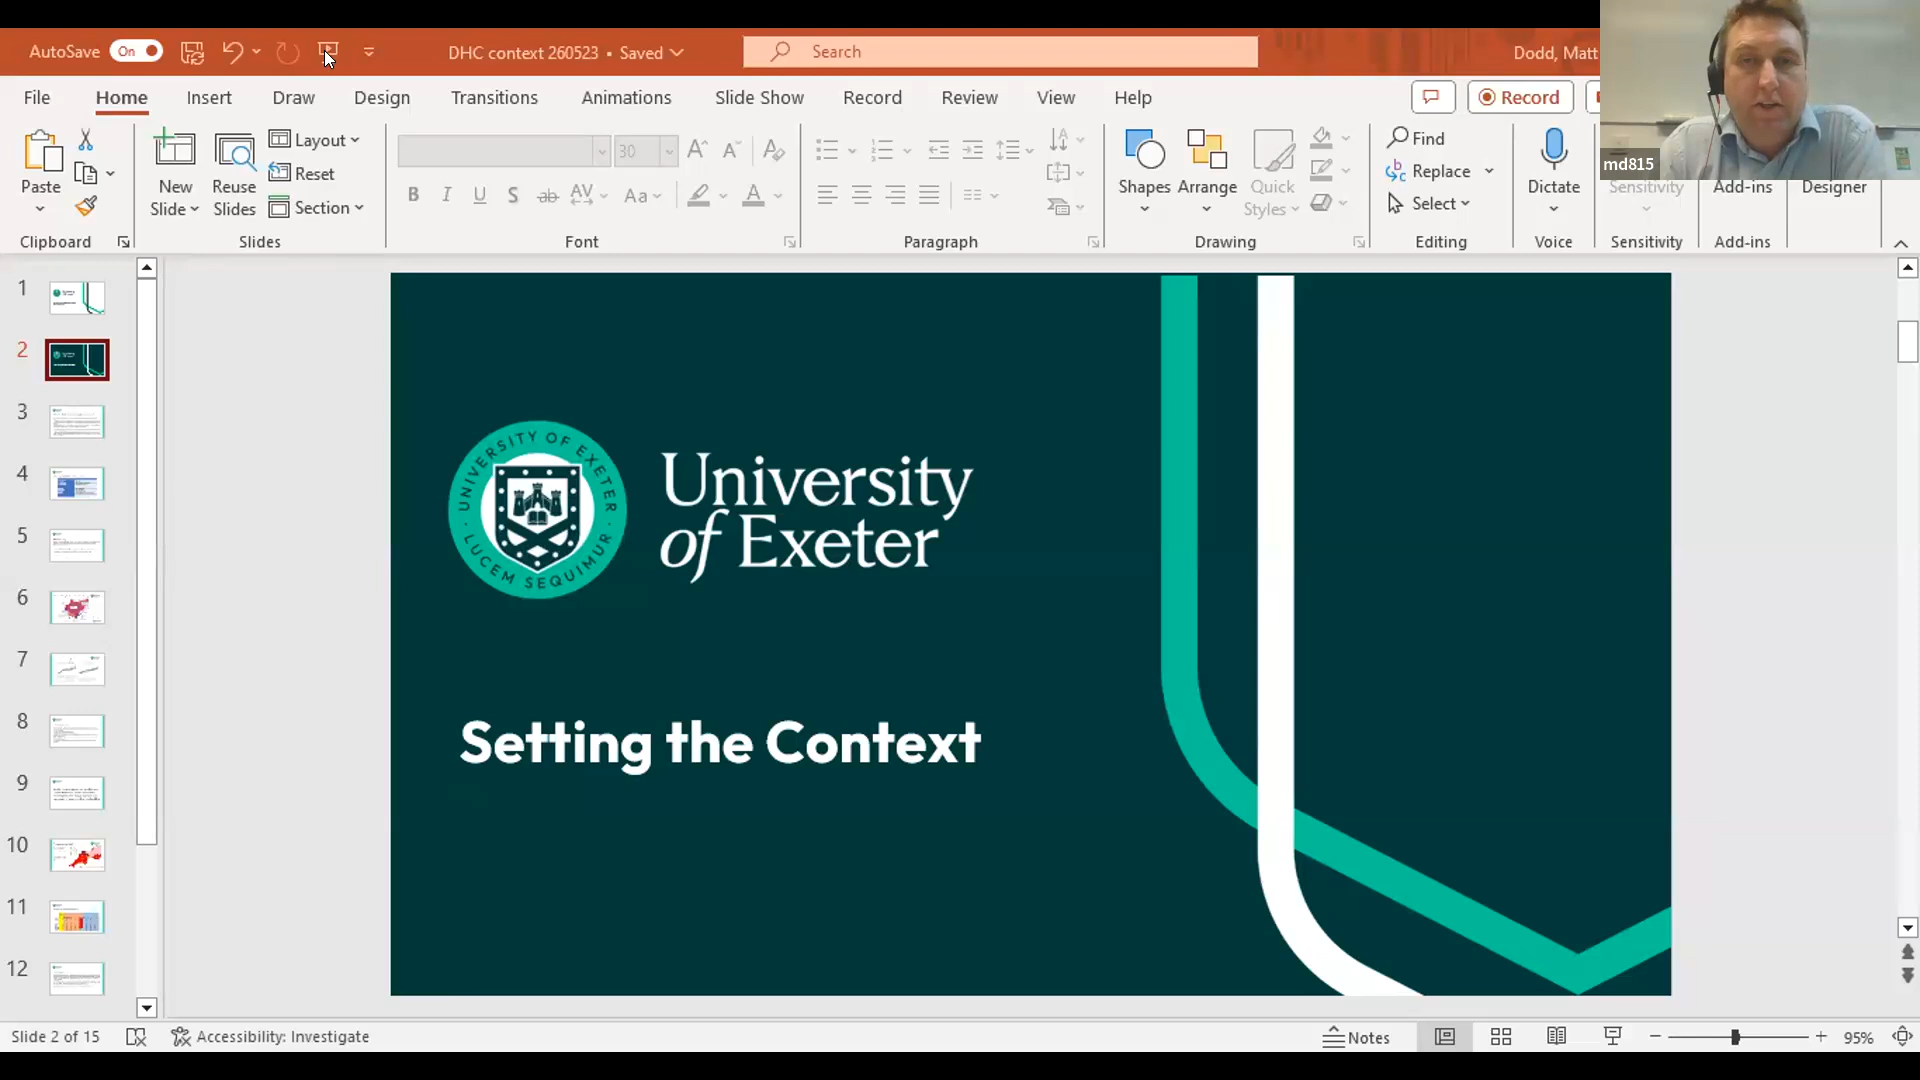 AutoSave On DHC context 260523 • Saved Search Dodd, Matt
File Home Insert Draw Design Transitions Animations Slide Show Record Review View Help Record
md815
Paste
New Slide
Reuse Slides
Layout
Reset
Section
30
B I U S ab AV Aa A
Shapes Arrange Quick Styles
Find
Replace
Select
Dictate Sensitivity Add-ins Designer
Clipboard Slides Font Paragraph Drawing Editing Voice Sensitivity Add-ins
1
2
3
4
5
6
7
8
9
10
11
12
UNIVERSITY OF EXETER
LUCEM SEQUIMUR
University
of Exeter
Setting the Context
Slide 2 of 15 Accessibility: Investigate Notes 95%